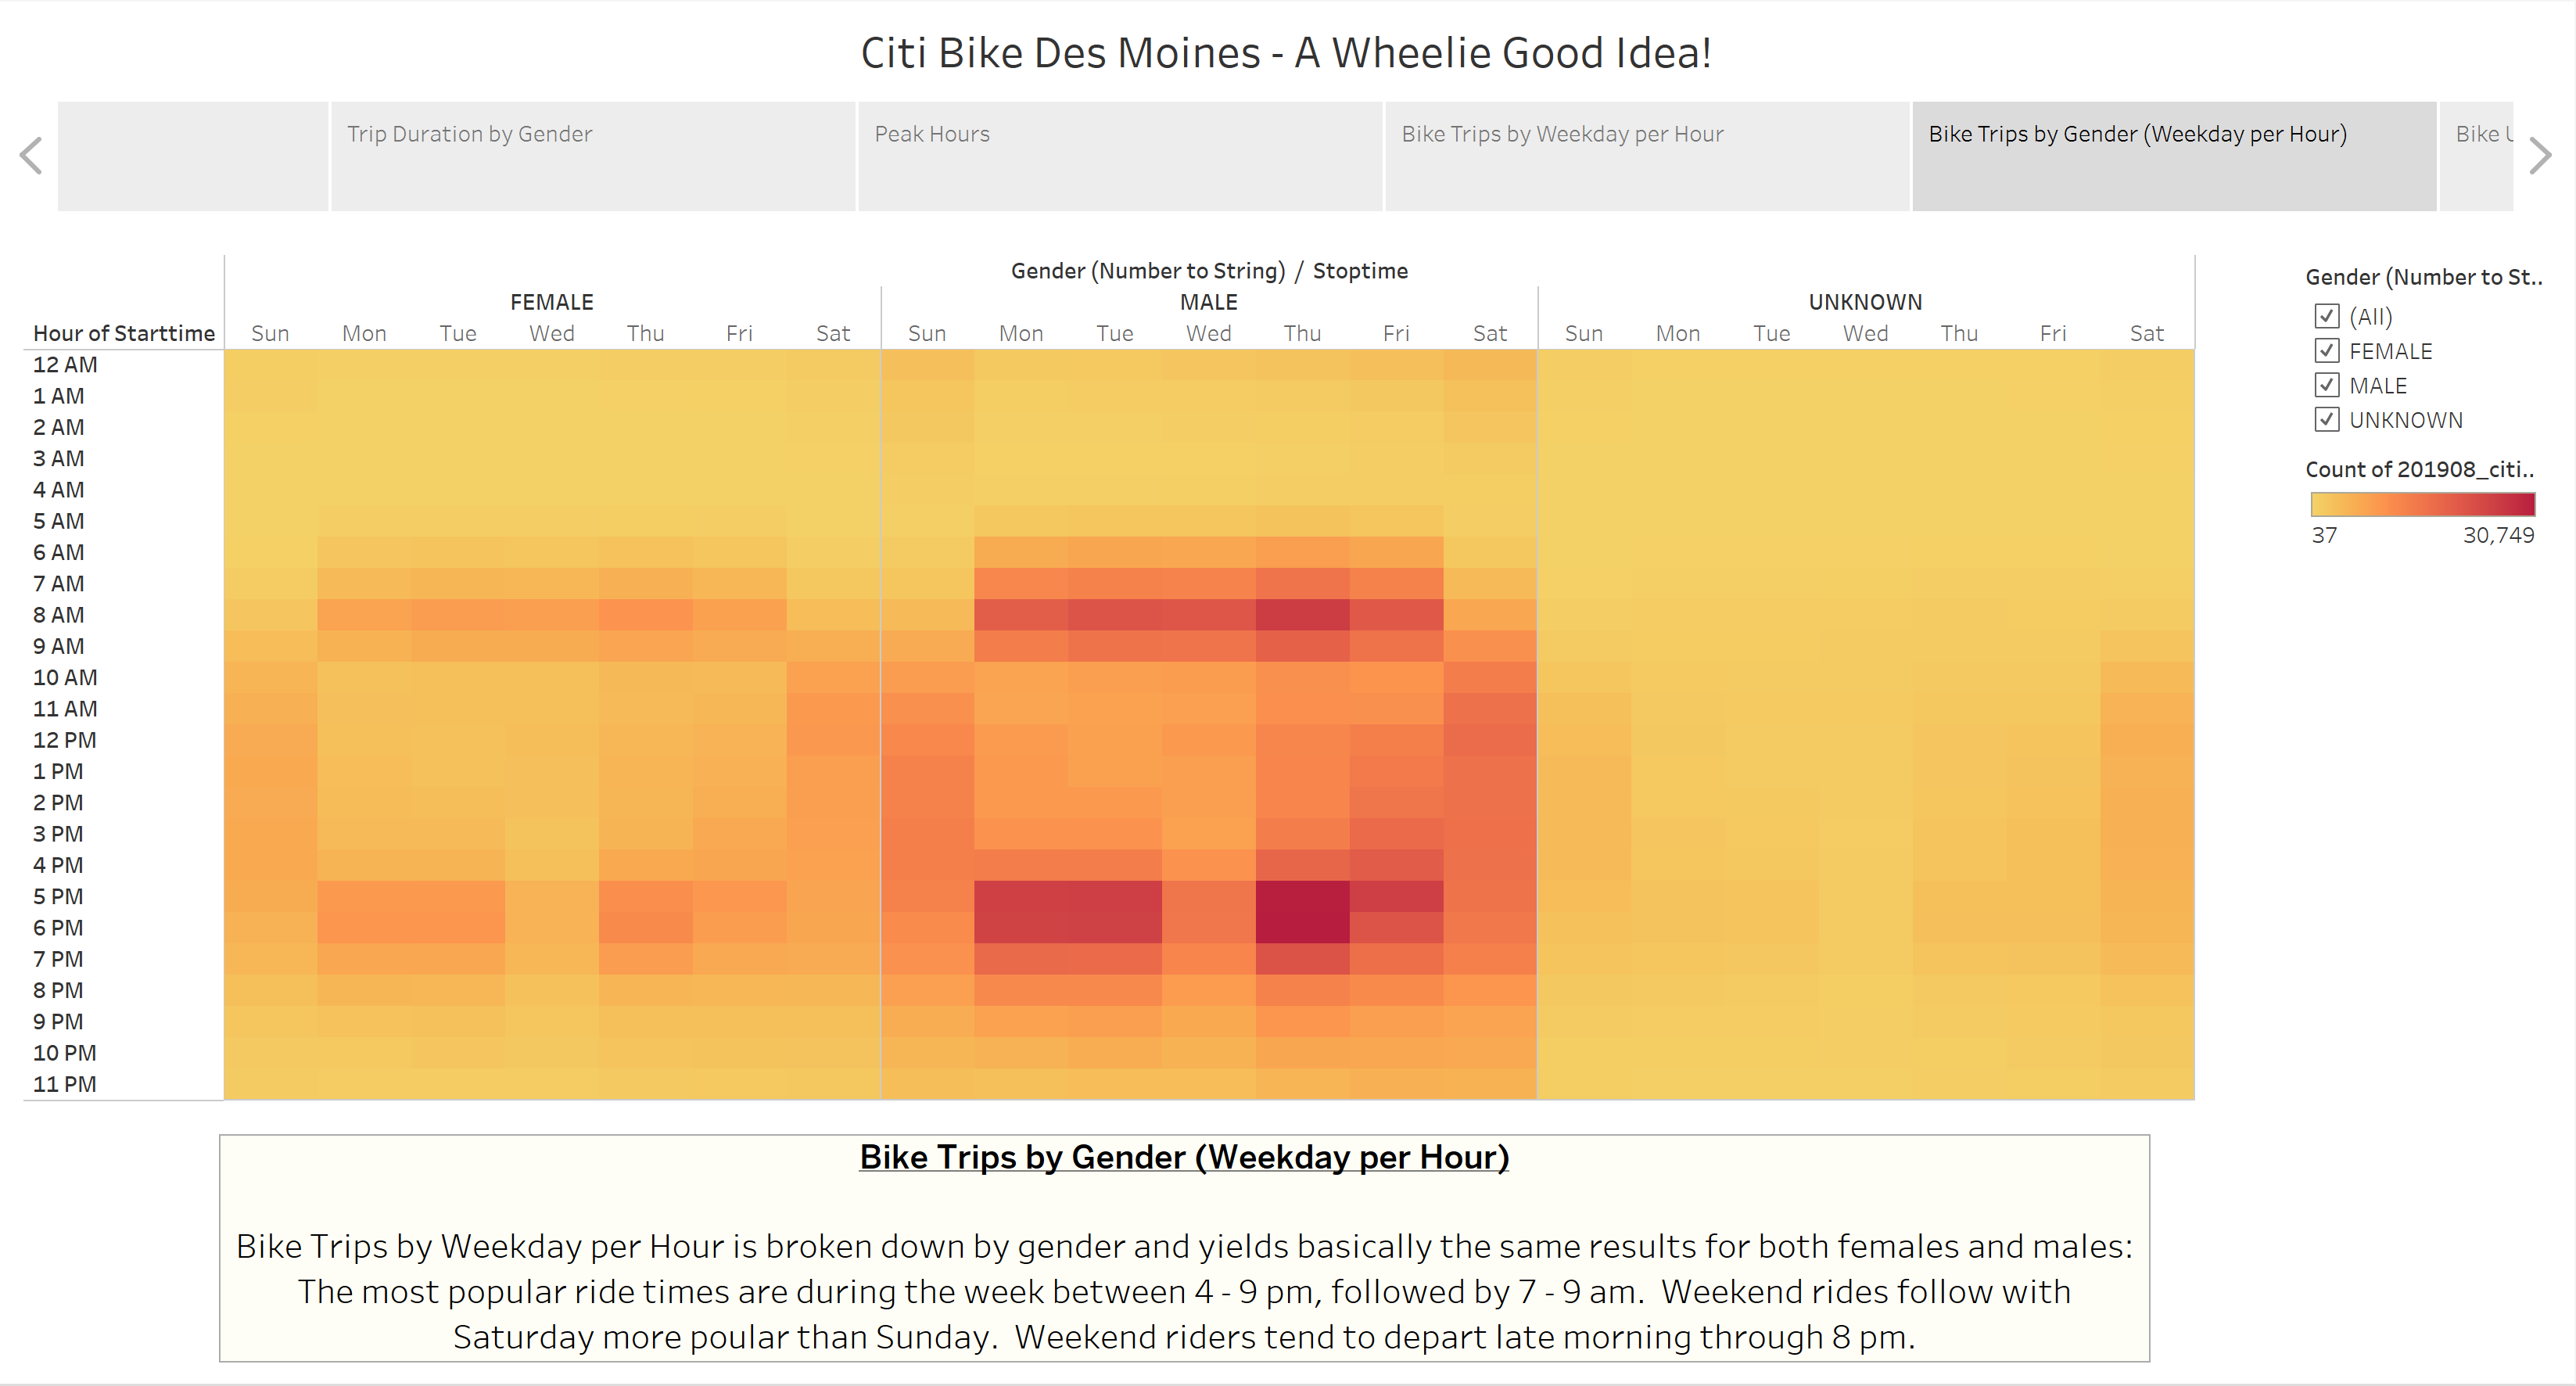 Citi Bike Des Moines - A Wheelie Good Idea!
Trip Duration by Gender
Peak Hours
Bike Trips by Weekday per Hour
Bike Trips by Gender (Weekday per Hour)
Bike U
Gender (Number to String) / Stoptime
FEMALE MALE UNKNOWN
Hour of Starttime Sun Mon Tue Wed Thu Fri Sat Sun Mon Tue Wed Thu Fri Sat Sun Mon Tue Wed Thu Fri Sat
12 AM
1 AM
2 AM
3 AM
4 AM
5 AM
6 AM
7 AM
8 AM
9 AM
10 AM
11 AM
12 PM
1 PM
2 PM
3 PM
4 PM
5 PM
6 PM
7 PM
8 PM
9 PM
10 PM
11 PM
Gender (Number to St..
(All)
FEMALE
MALE
UNKNOWN
Count of 201908_citi..
37 30,749
Bike Trips by Gender (Weekday per Hour)
Bike Trips by Weekday per Hour is broken down by gender and yields basically the same results for both females and males:
The most popular ride times are during the week between 4 - 9 pm, followed by 7 - 9 am.  Weekend rides follow with
Saturday more poular than Sunday.  Weekend riders tend to depart late morning through 8 pm.